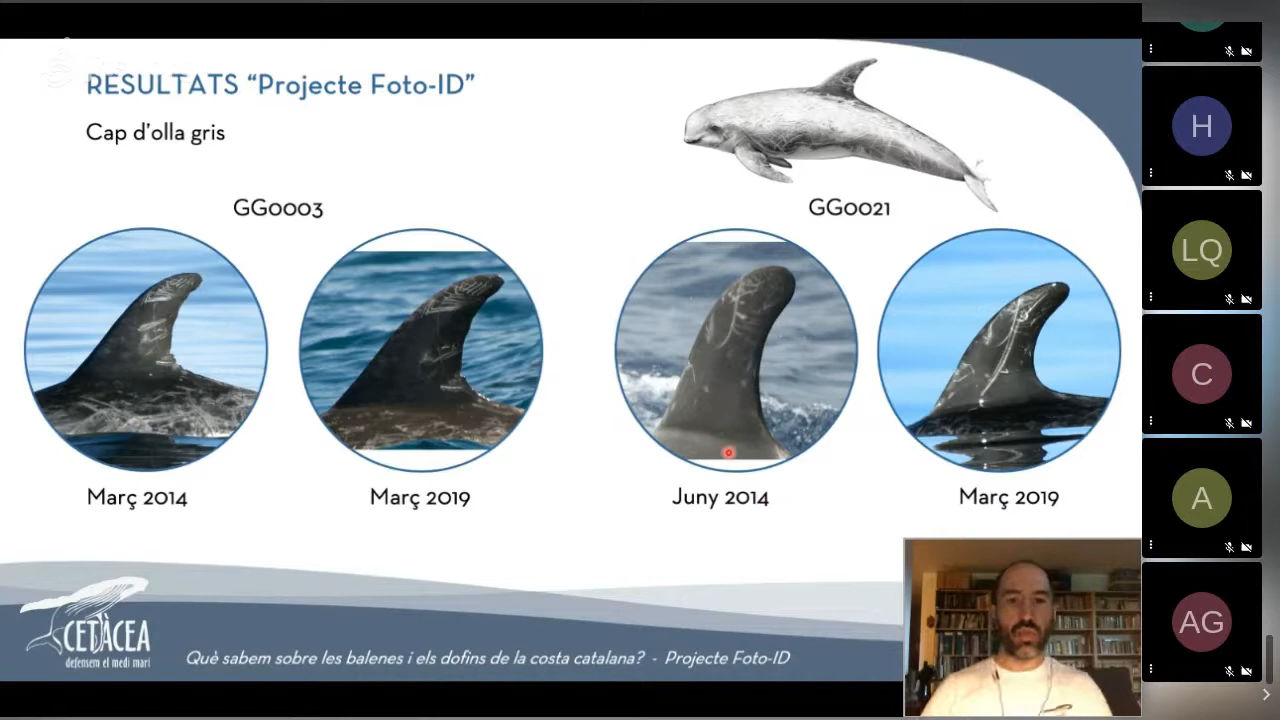 RESULTATS “Projecte Foto-ID”
Cap d’olla gris
GG0003
GG0021
Març 2014
Març 2019
Juny 2014
Març 2019
CETÀCEA
defensem el medi marí
Què sabem sobre les balenes i els dofins de la costa catalana? - Projecte Foto-ID
H
LQ
C
A
AG